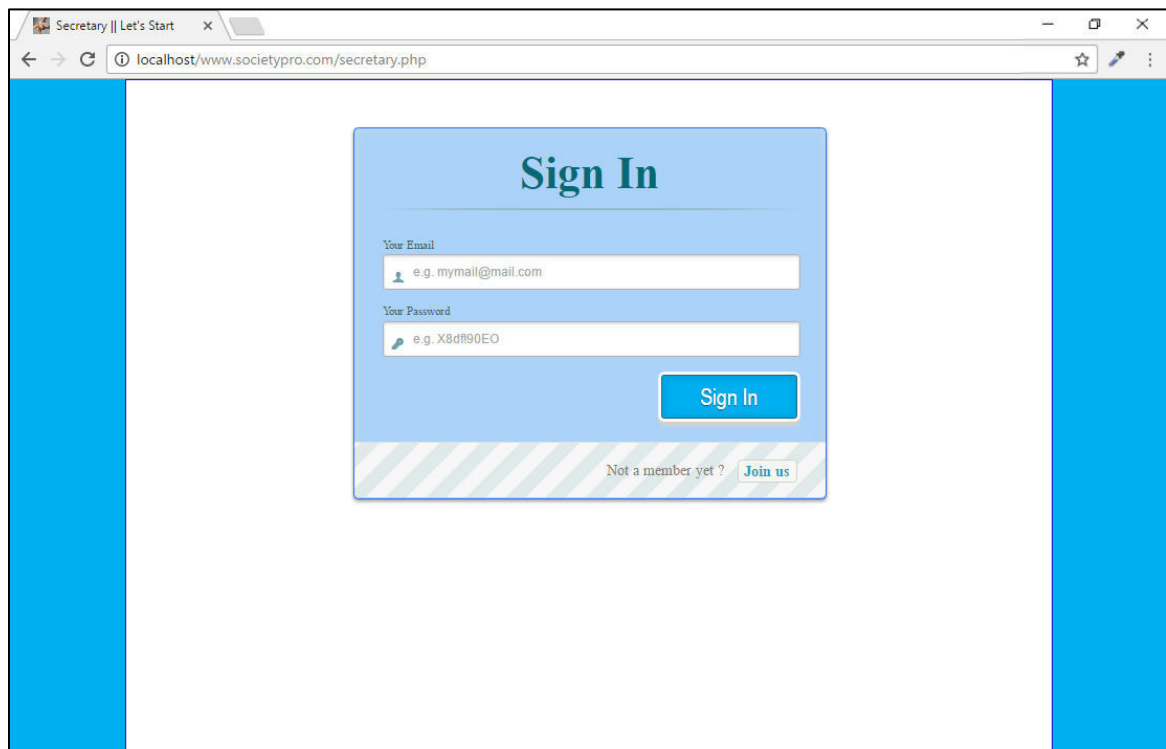 Secretary || Let's Start
localhost/www.societypro.com/secretary.php
Sign In
Your Email
e.g. mymail@mail.com
Your Password
e.g. X8df!90EO
Sign In
Not a member yet ? Join us